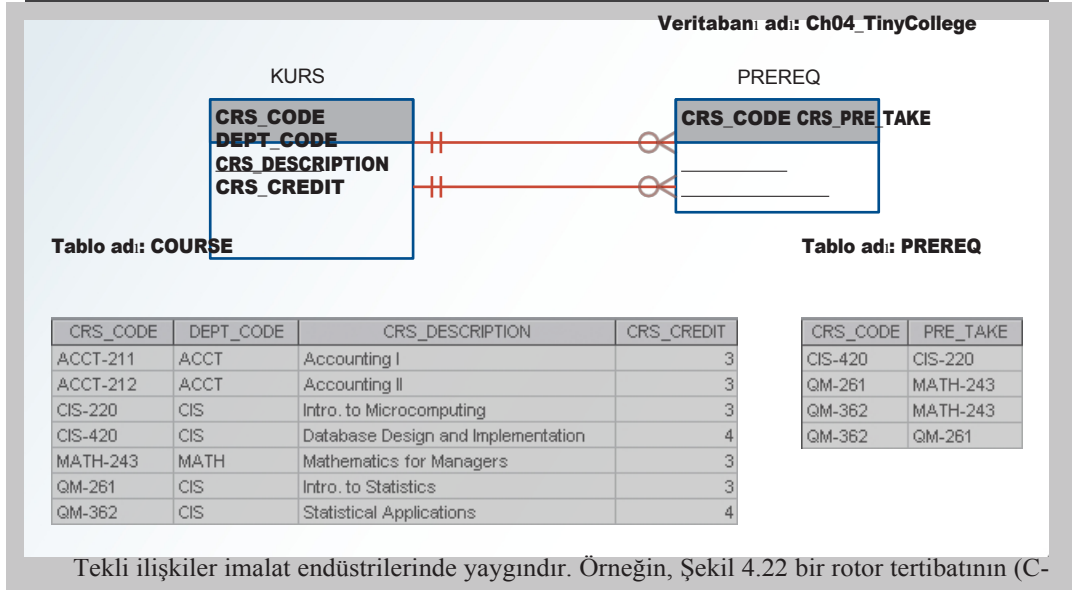 Veritabanı adı: Ch04_TinyCollege
KURS
PREREQ
CRS_CODE
DEPT_CODE
CRS_DESCRIPTION
CRS_CREDIT
CRS_CODE CRS_PRE_TAKE
Tablo adı: COURSE
Tablo adı: PREREQ
CRS_CODE DEPT_CODE CRS_DESCRIPTION CRS_CREDIT
ACCT-211 ACCT Accounting I 3
ACCT-212 ACCT Accounting II 3
CIS-220 CIS Intro. to Microcomputing 3
CIS-420 CIS Database Design and Implementation 4
MATH-243 MATH Mathematics for Managers 3
QM-261 CIS Intro. to Statistics 3
QM-362 CIS Statistical Applications 4
CRS_CODE PRE_TAKE
CIS-420 CIS-220
QM-261 MATH-243
QM-362 MATH-243
QM-362 QM-261
Tekli ilişkiler imalat endüstrilerinde yaygındır. Örneğin, Şekil 4.22 bir rotor tertibatının (C-